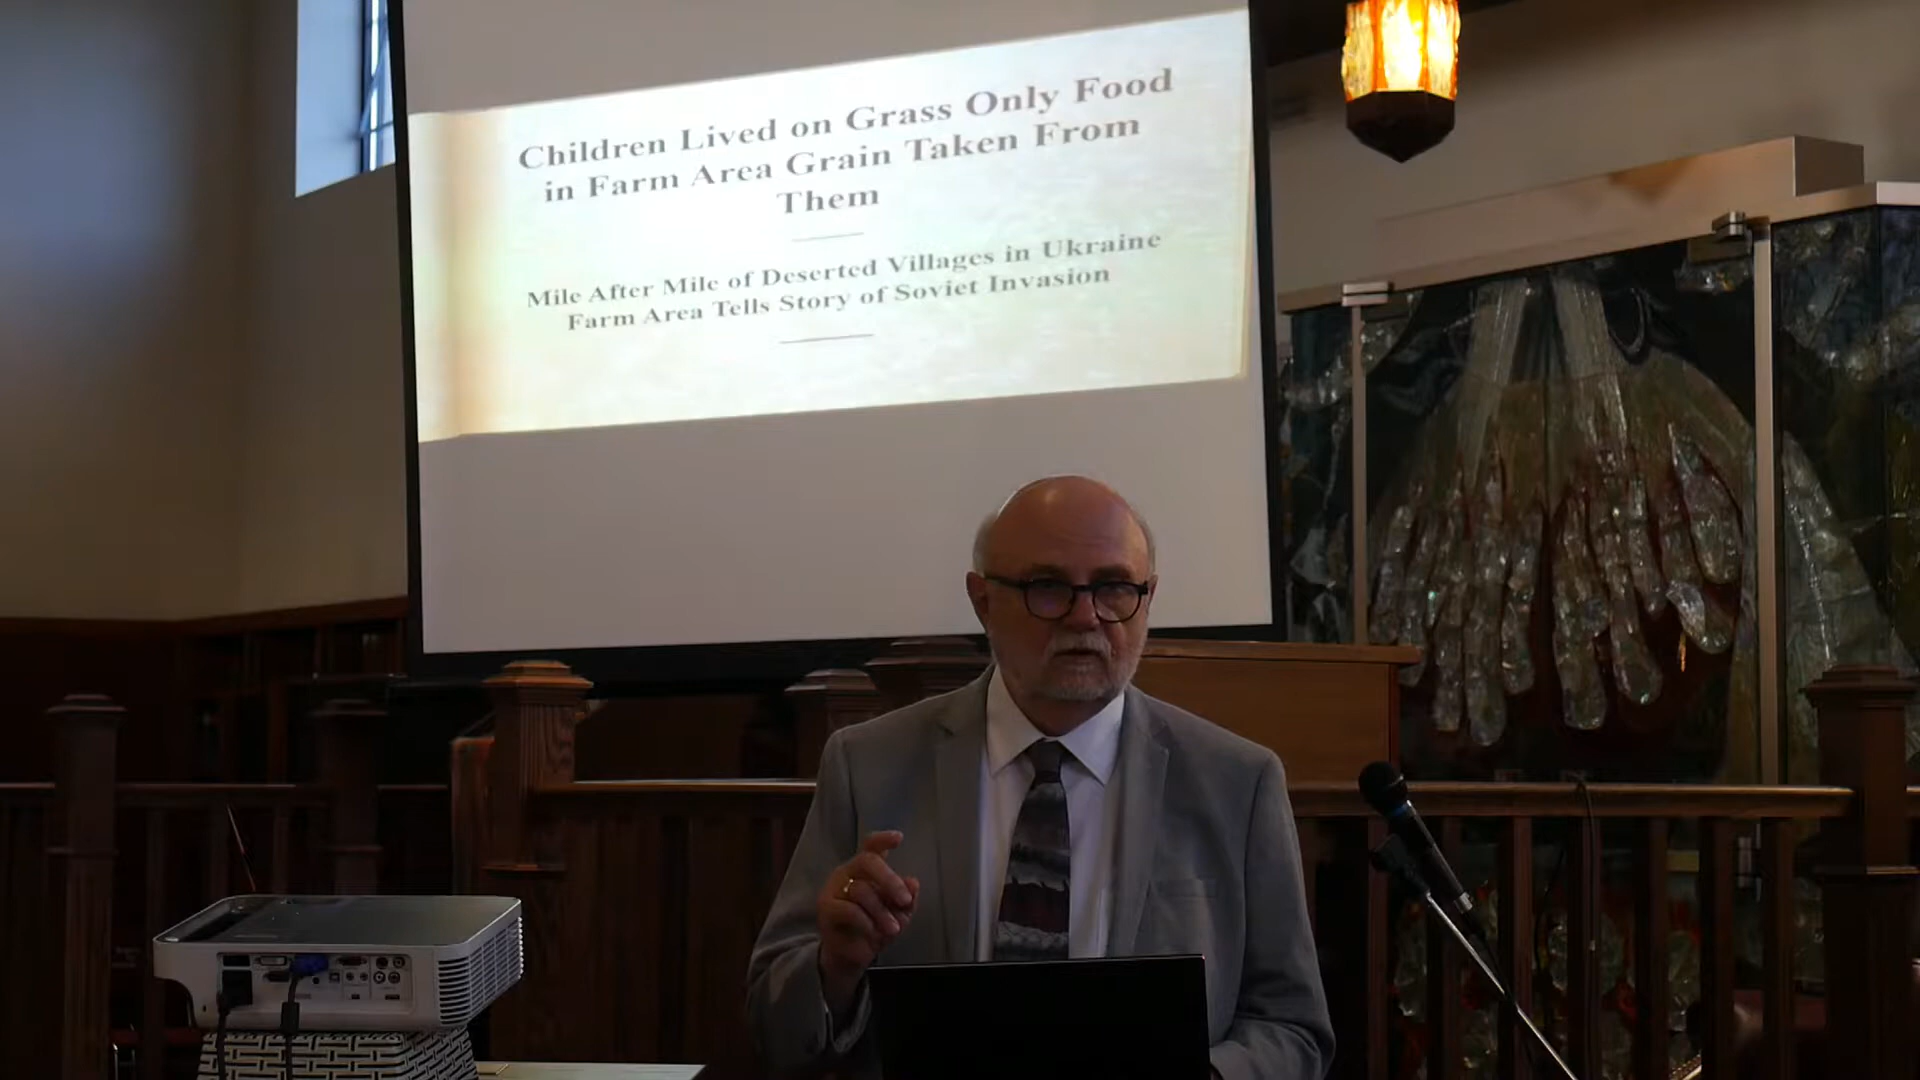 Children Lived on Grass Only Food
in Farm Area Grain Taken From
Them
Mile After Mile of Deserted Villages in Ukraine
Farm Area Tells Story of Soviet Invasion